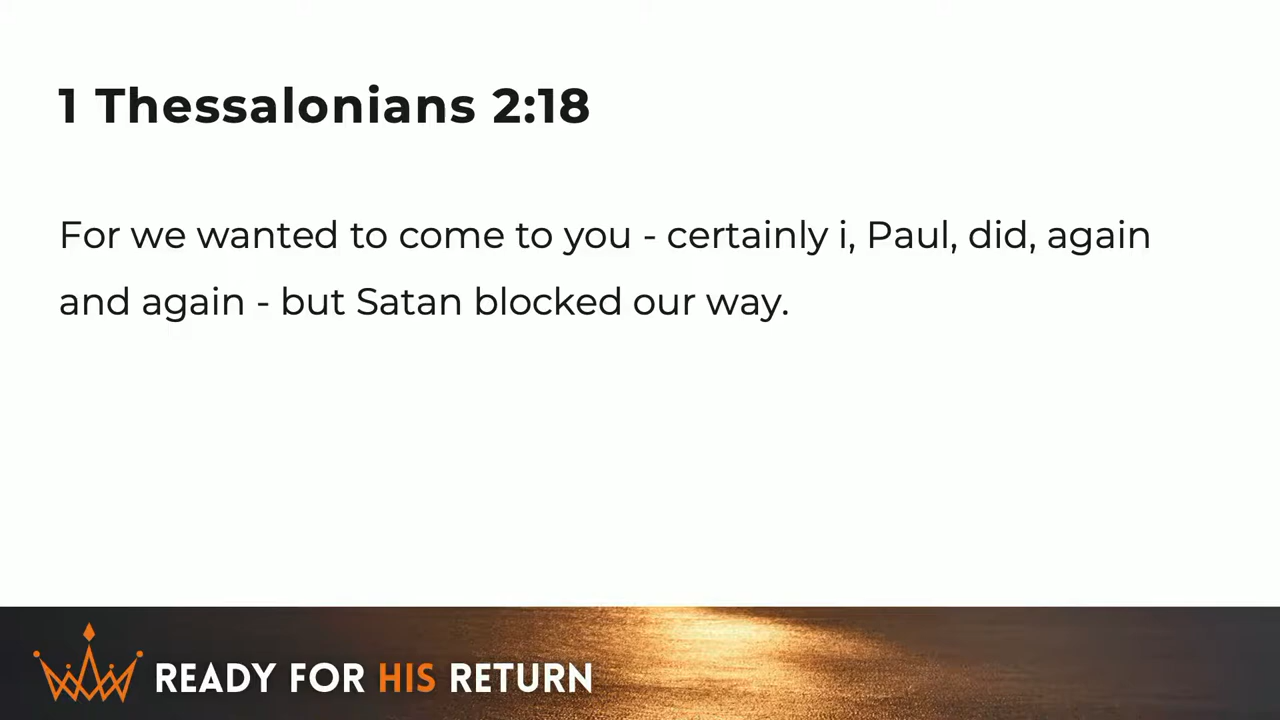 1 Thessalonians 2:18
For we wanted to come to you - certainly i, Paul, did, again
and again - but Satan blocked our way.
READY FOR HIS RETURN